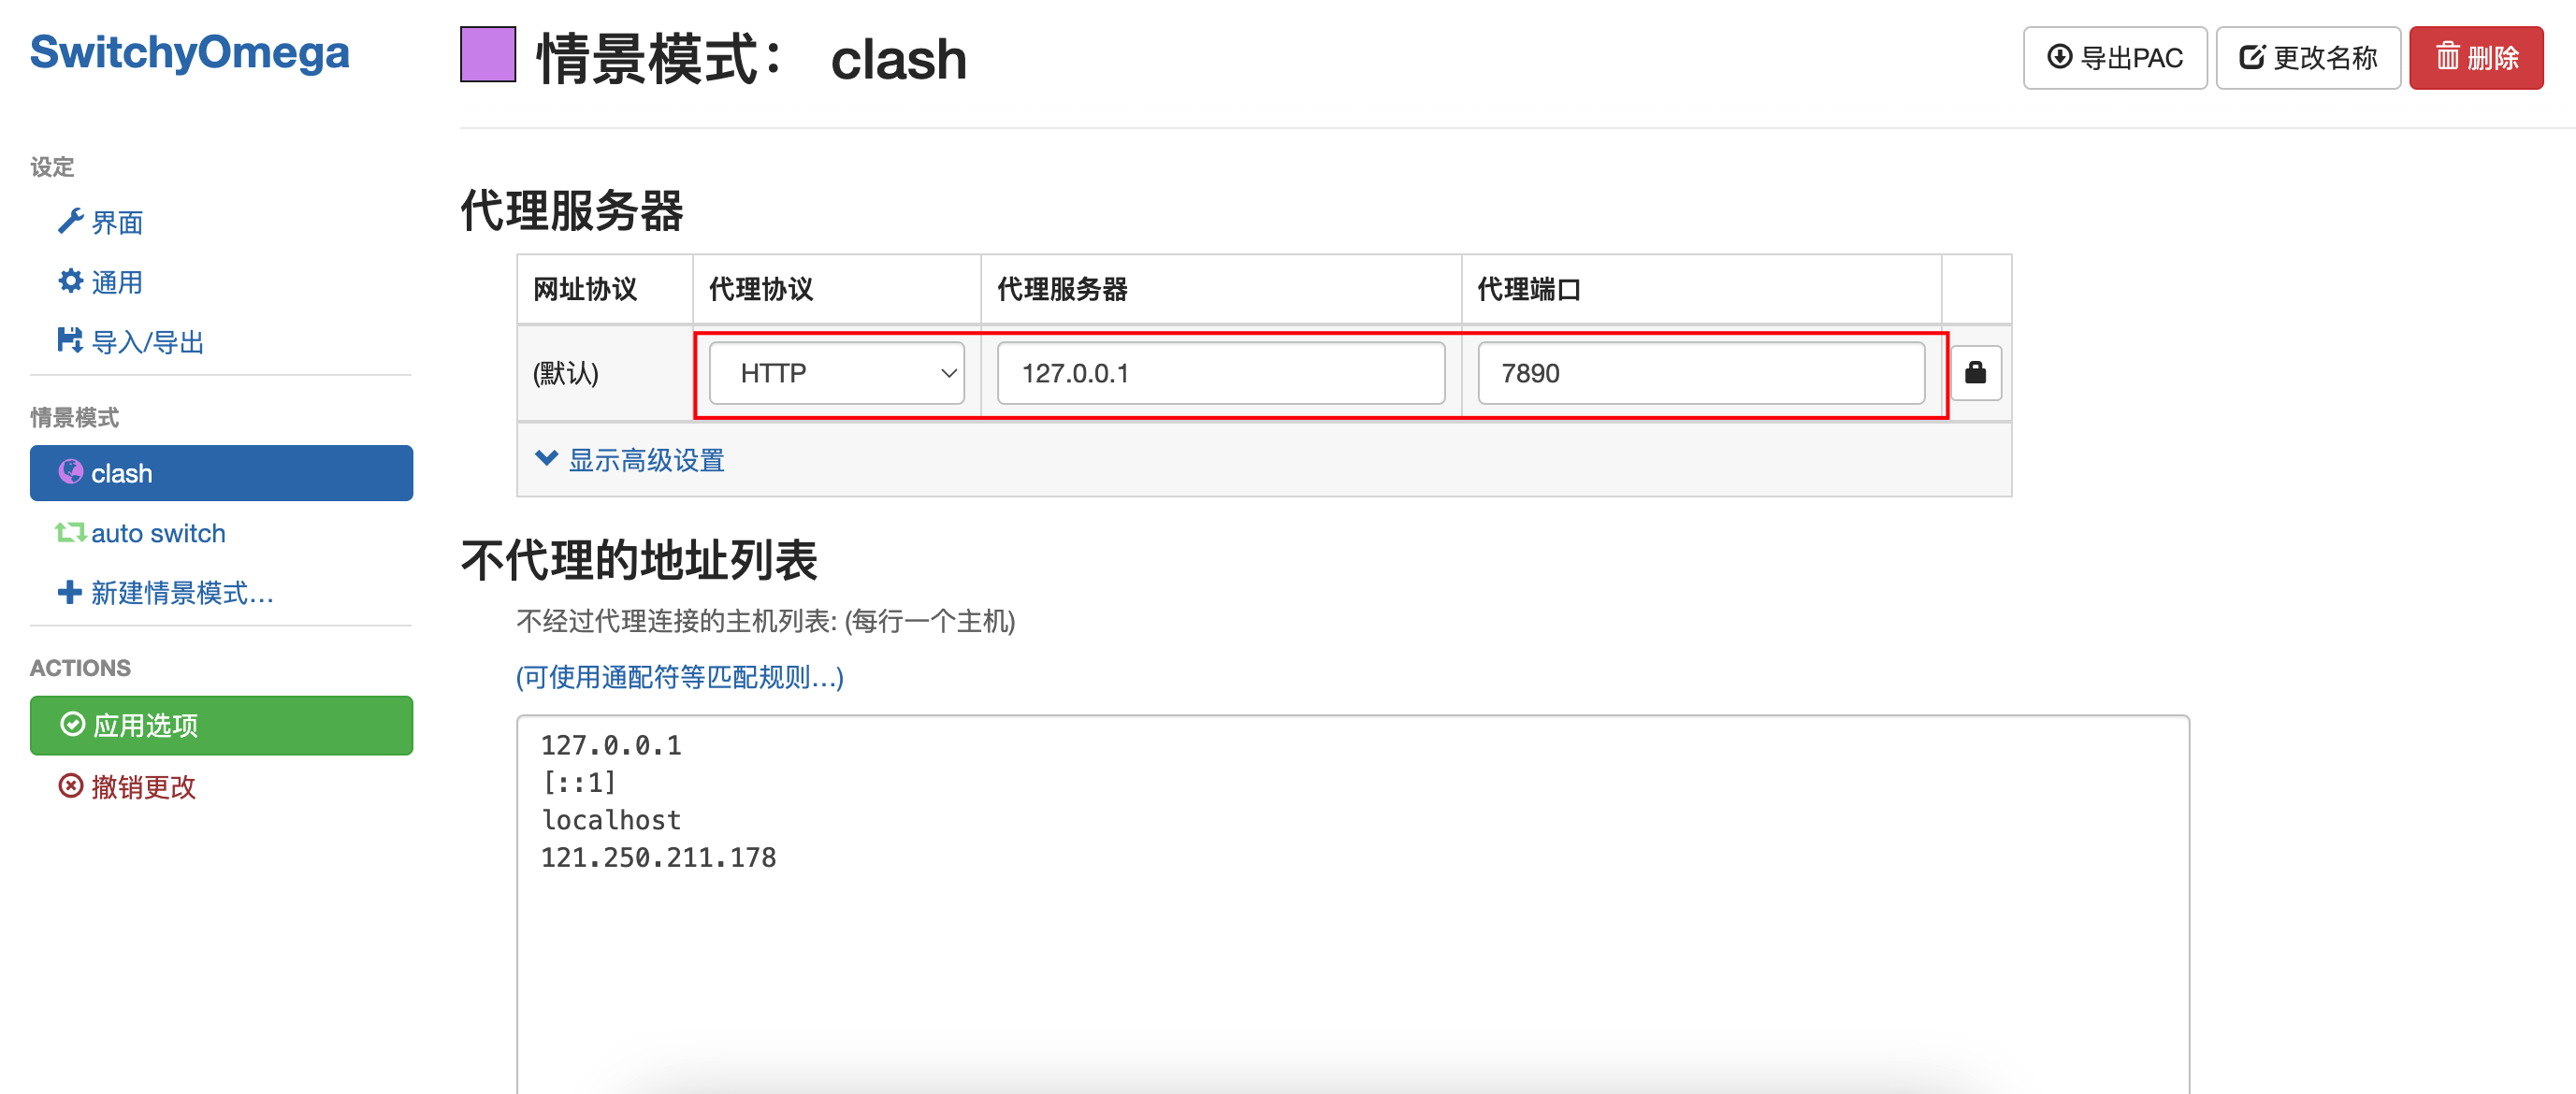 SwitchyOmega
设定
界面
通用
导入/导出
情景模式
clash
auto switch
新建情景模式...
ACTIONS
应用选项
撤销更改
情景模式： clash
导出PAC
更改名称
删除
代理服务器
网址协议 代理协议 代理服务器 代理端口
(默认) HTTP 127.0.0.1 7890
显示高级设置
不代理的地址列表
不经过代理连接的主机列表: (每行一个主机)
(可使用通配符等匹配规则...)
127.0.0.1
[::1]
localhost
121.250.211.178